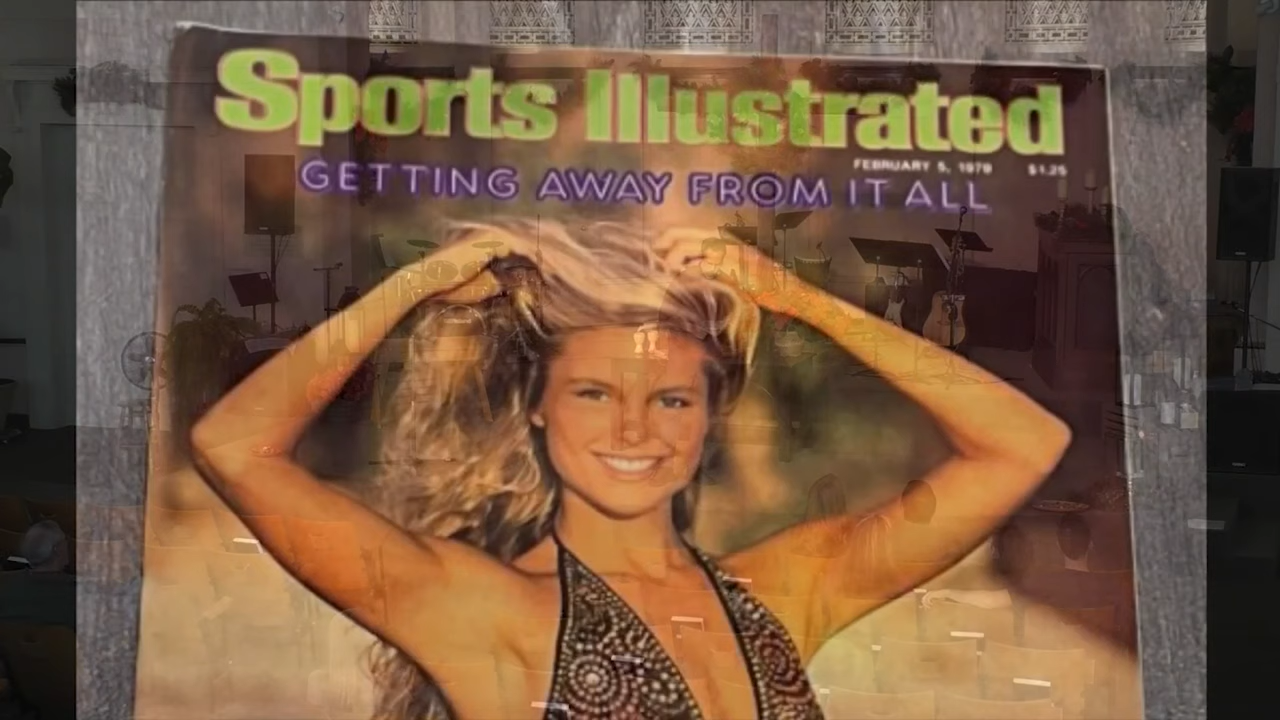 Sports Illustrated
FEBRUARY 5, 1979 $1.25
GETTING AWAY FROM IT ALL